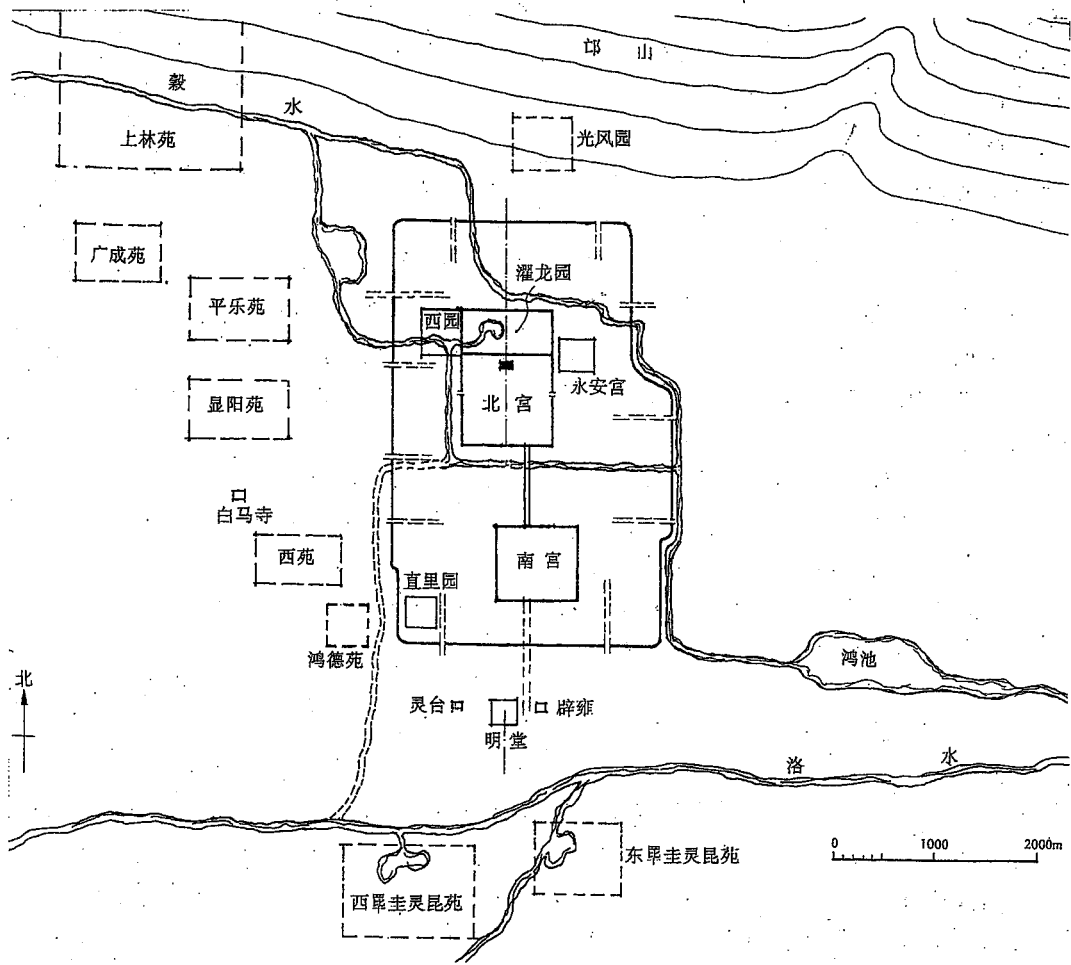 邙山
穀水
上林苑
光风园
广成苑
濯龙园
平乐苑
西园
永安宫
显阳苑
北宫
白马寺
西苑
南宫
直里园
鸿德苑
鸿池
北
灵台
辟雍
明堂
洛水
0 1000 2000m
东罼圭灵昆苑
西罼圭灵昆苑